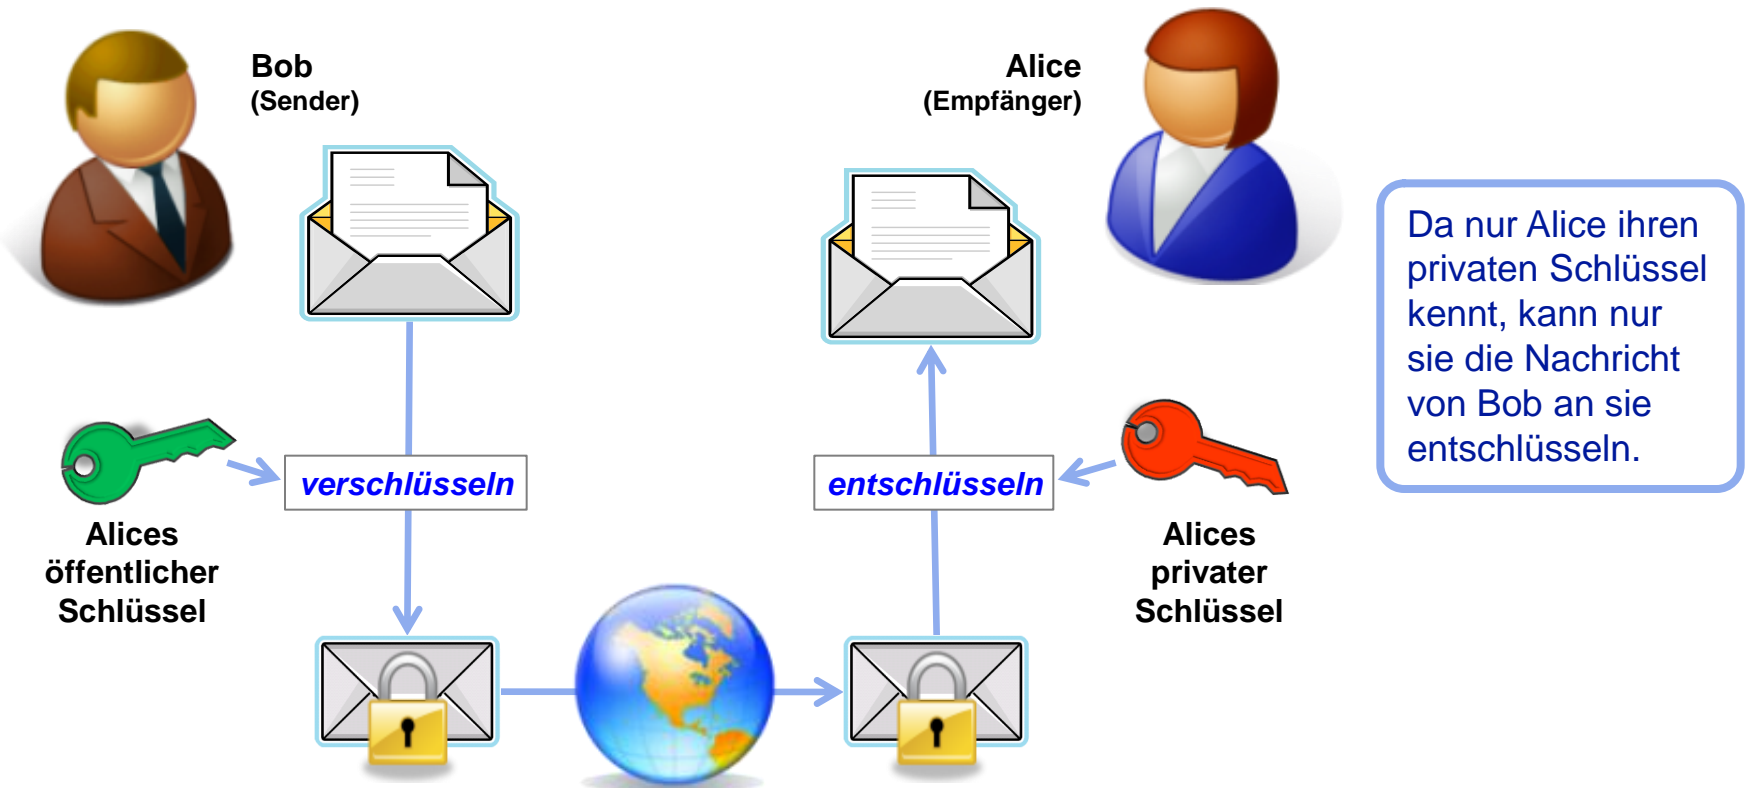 Bob
(Sender)
Alice
(Empfänger)
Da nur Alice ihren
privaten Schlüssel
kennt, kann nur
sie die Nachricht
von Bob an sie
entschlüsseln.
verschlüsseln
entschlüsseln
Alices
öffentlicher
Schlüssel
Alices
privater
Schlüssel